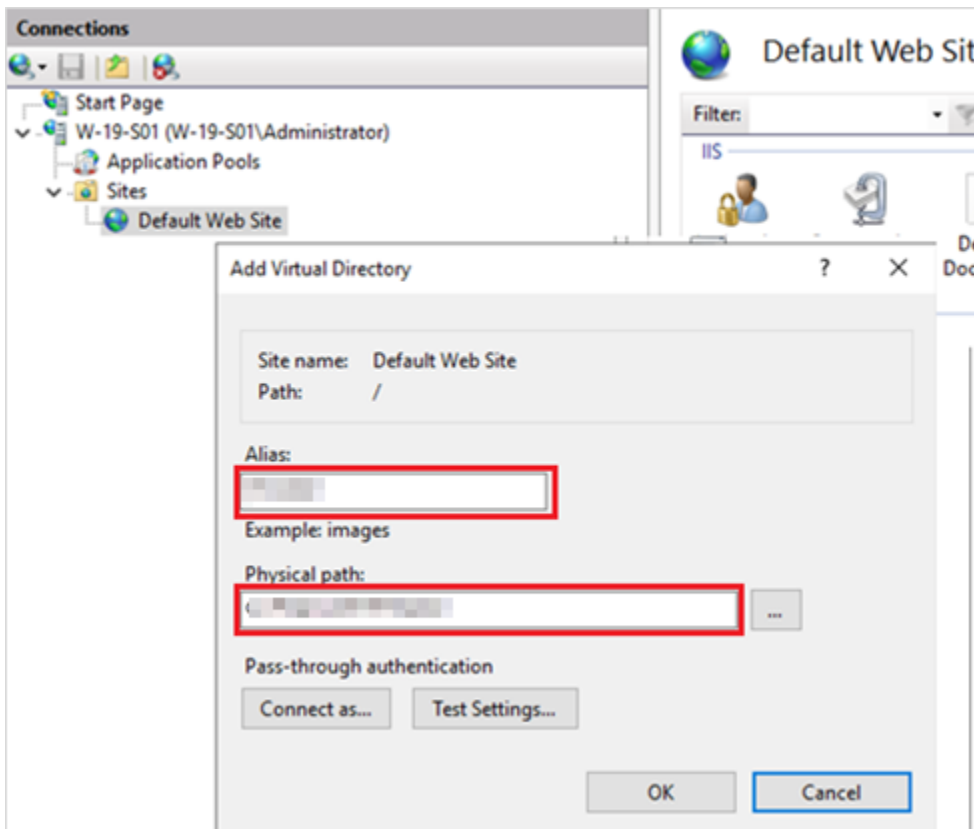 Connections
Start Page
W-19-S01 (W-19-S01\Administrator)
Application Pools
Sites
Default Web Site
Default Web Sit
Filter:
IIS
De
Doc
Add Virtual Directory
?
Site name: Default Web Site
Path: /
Alias:
Example: images
Physical path:
...
Pass-through authentication
Connect as...
Test Settings...
OK
Cancel